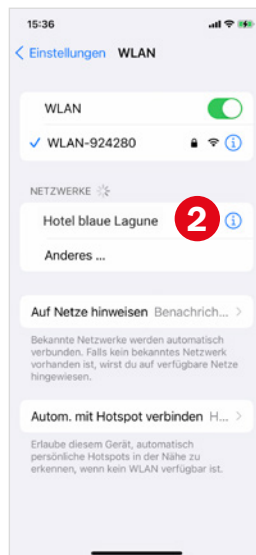 15:36
Einstellungen WLAN
WLAN
WLAN-924280
NETZWERKE
Hotel blaue Lagune 2
Anderes ...
Auf Netze hinweisen Benachrich...
Bekannte Netzwerke werden automatisch
verbunden. Falls kein bekanntes Netzwerk
vorhanden ist, wirst du auf verfügbare Netze
hingewiesen.
Autom. mit Hotspot verbinden H...
Erlaube diesem Gerät, automatisch
persönliche Hotspots in der Nähe zu
erkennen, wenn kein WLAN verfügbar ist.